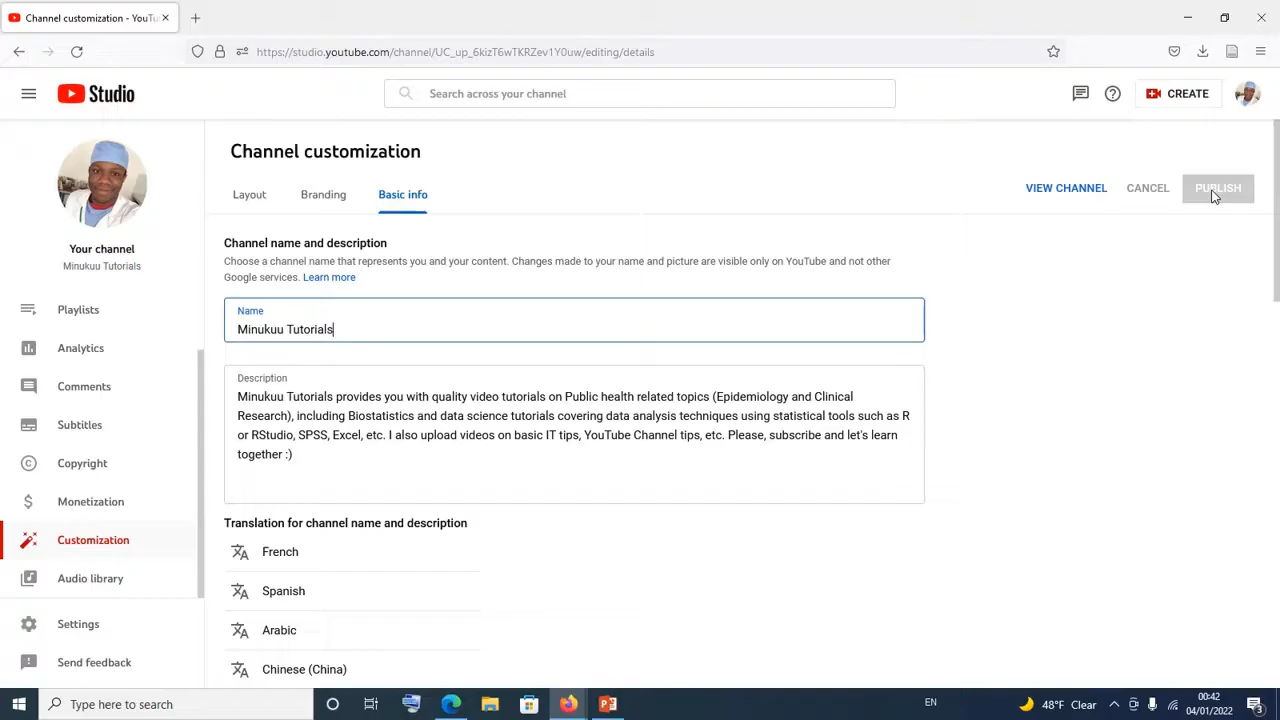 Channel customization - YouTu
https://studio.youtube.com/channel/UC_up_6kizT6wTKRZev1Y0uw/editing/details
Studio
Search across your channel
CREATE
Your channel
Minukuu Tutorials
Playlists
Analytics
Comments
Subtitles
Copyright
Monetization
Customization
Audio library
Settings
Send feedback
Channel customization
Layout
Branding
Basic info
VIEW CHANNEL
CANCEL
PUBLISH
Channel name and description
Choose a channel name that represents you and your content. Changes made to your name and picture are visible only on YouTube and not other
Google services. Learn more
Name
Minukuu Tutorials
Description
Minukuu Tutorials provides you with quality video tutorials on Public health related topics (Epidemiology and Clinical
Research), including Biostatistics and data science tutorials covering data analysis techniques using statistical tools such as R
or RStudio, SPSS, Excel, etc. I also upload videos on basic IT tips, YouTube Channel tips, etc. Please, subscribe and let's learn
together :)
Translation for channel name and description
French
Spanish
Arabic
Chinese (China)
Type here to search
EN
48°F Clear
00:42
04/01/2022
3